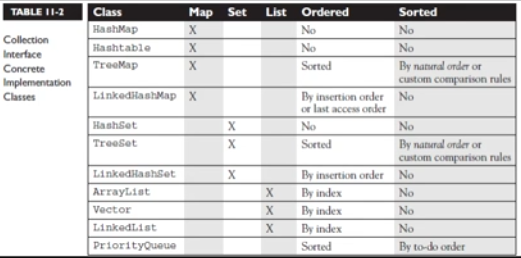 TABLE 11-2
Collection
Interface
Concrete
Implementation
Classes
Class Map Set List Ordered Sorted
HashMap X No No
Hashtable X No No
TreeMap X Sorted By natural order or
custom comparison rules
LinkedHashMap X By insertion order No
or last access order
HashSet X No No
TreeSet X Sorted By natural order or
custom comparison rules
LinkedHashSet X By insertion order No
ArrayList X By index No
Vector X By index No
LinkedList X By index No
PriorityQueue Sorted By to-do order